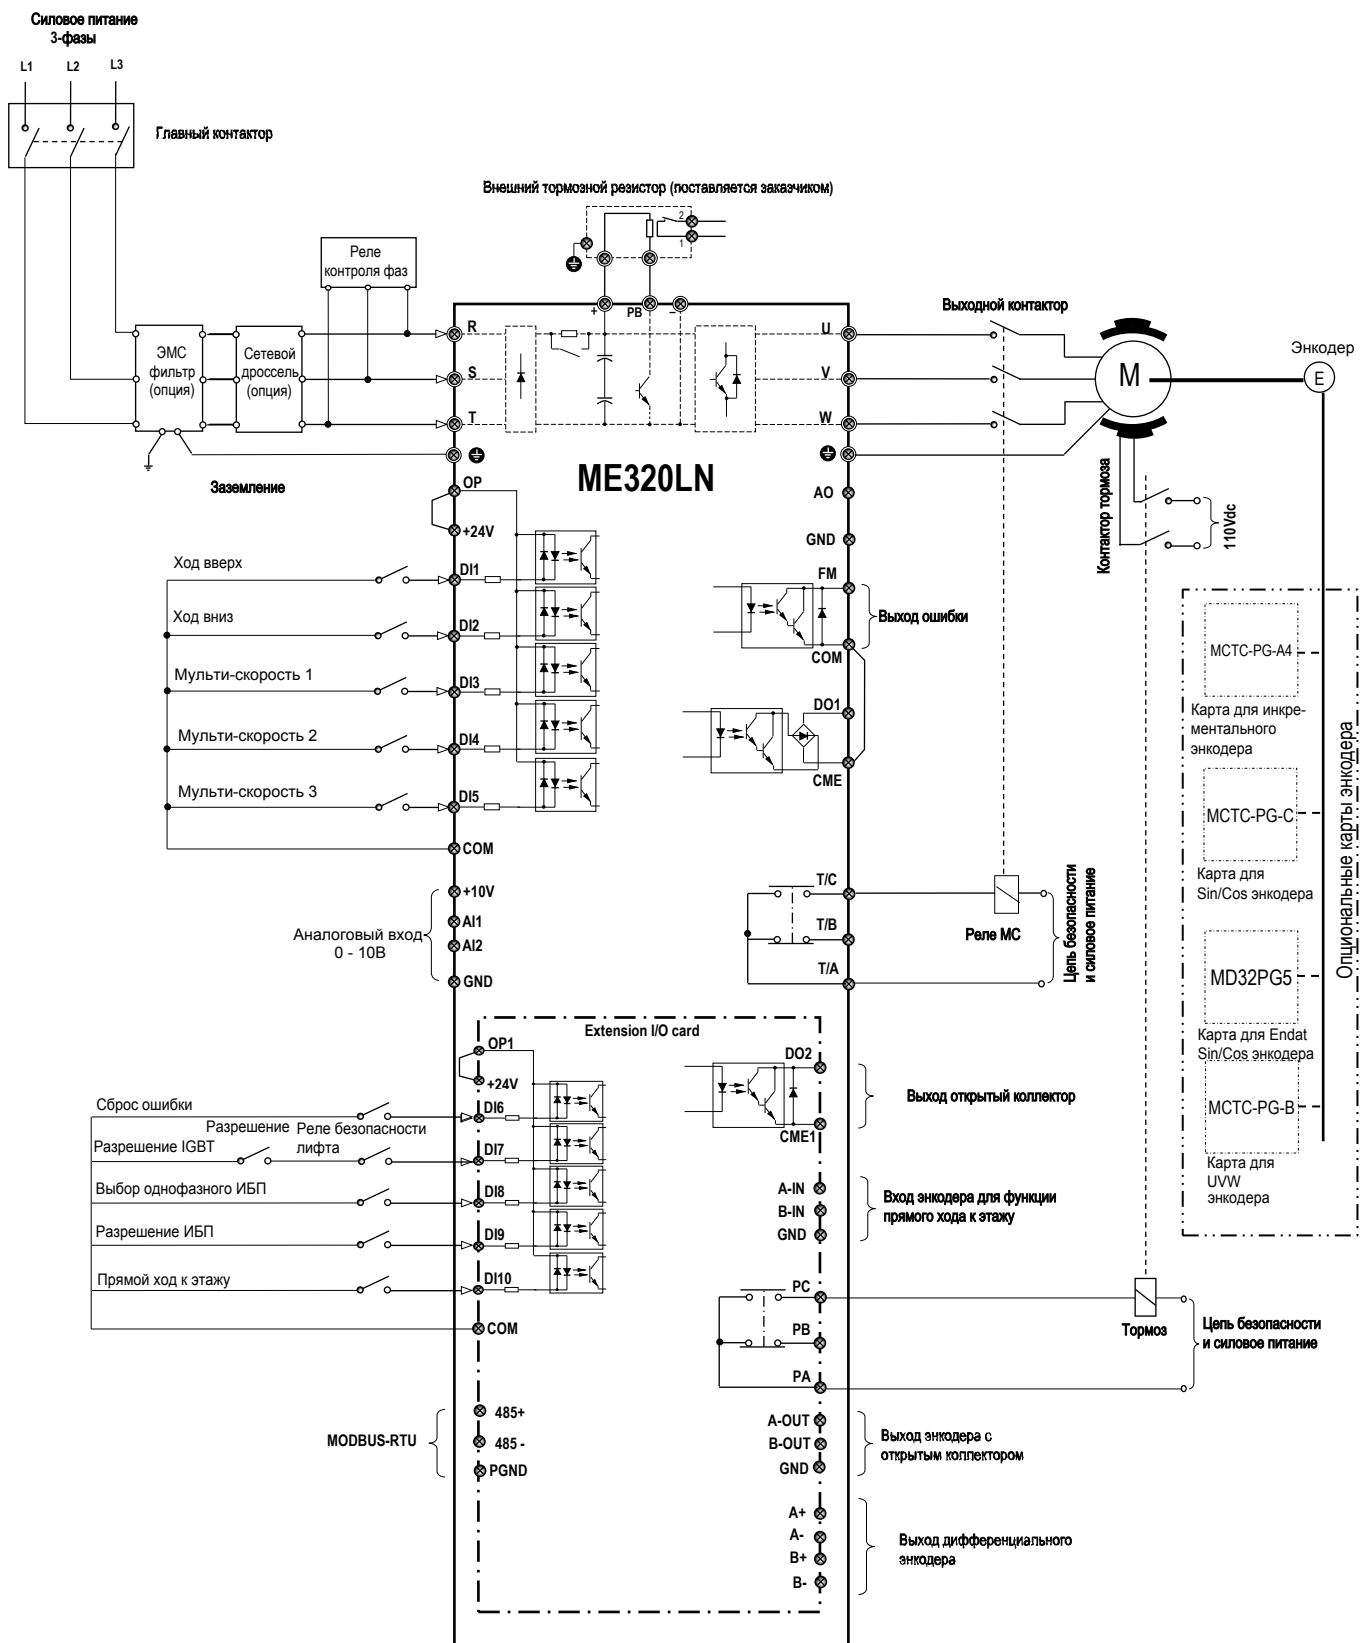 Силовое питание
3-фазы
L1
L2
L3
Главный контактор
Внешний тормозной резистор (поставляется заказчиком)
2
1
Реле
контроля фаз
+
PB
–
Выходной контактор
ЭМС
фильтр
(опция)
Сетевой
дроссель
(опция)
R
S
T
U
V
W
M
Энкодер
E
Заземление
ME320LN
OP
+24V
AO
GND
Контактор тормоза
110Vdc
Ход вверх
DI1
Ход вниз
DI2
Мульти-скорость 1
DI3
Мульти-скорость 2
DI4
Мульти-скорость 3
DI5
COM
FM
Выход ошибки
COM
DO1
CME
MCTC-PG-A4
Карта для инкре-
ментального
энкодера
MCTC-PG-C
Карта для
Sin/Cos энкодера
MD32PG5
Карта для Endat
Sin/Cos энкодера
MCTC-PG-B
Карта для
UVW
энкодера
Опциональные карты энкодера
+10V
AI1
Аналоговый вход
0 - 10В
AI2
GND
T/C
T/B
T/A
Реле МС
Цепь безопасности
и силовое питание
Extension I/O card
OP1
+24V
Сброс ошибки
DI6
Разрешение IGBT
Разрешение
Реле безопасности
лифта
DI7
Выбор однофазного ИБП
DI8
Разрешение ИБП
DI9
Прямой ход к этажу
DI10
COM
DO2
Выход открытый коллектор
CME1
A-IN
B-IN
GND
Вход энкодера для функции
прямого хода к этажу
PC
PB
PA
Тормоз
Цепь безопасности
и силовое питание
MODBUS-RTU
485+
485 -
PGND
A-OUT
B-OUT
GND
Выход энкодера с
открытым коллектором
A+
A-
B+
B-
Выход дифференциального
энкодера